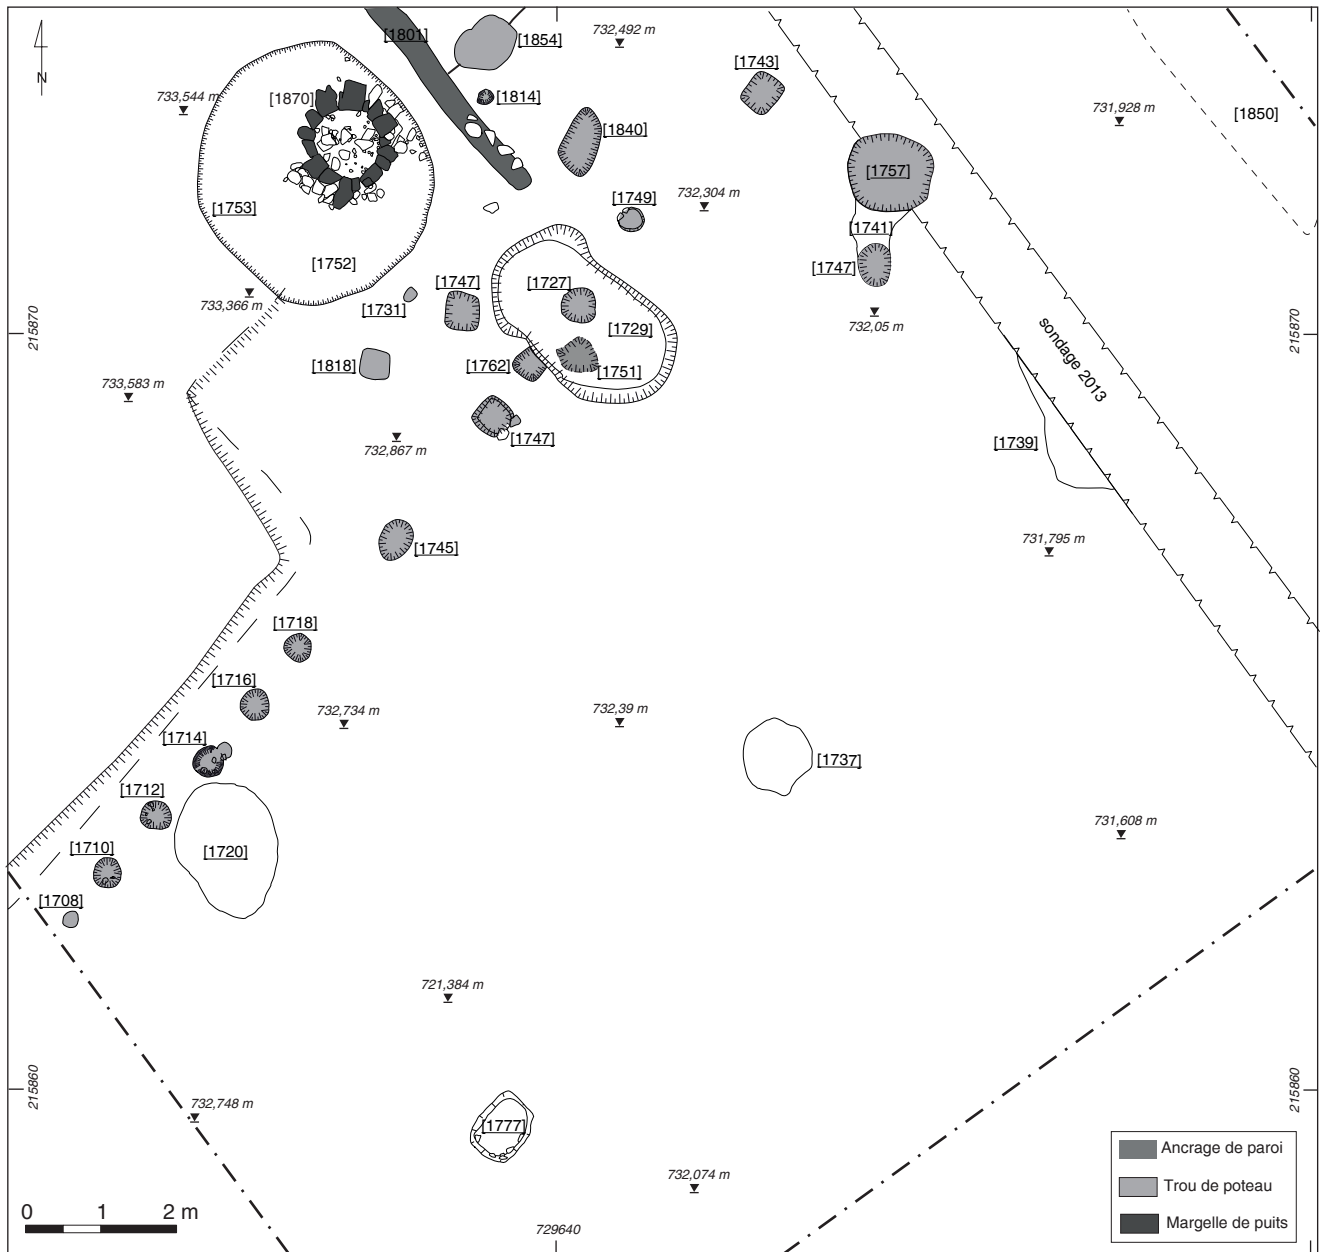 [1801]
[1854]
732,492 m
[1743]
N
733,544 m
[1870]
[1814]
731,928 m
[1850]
[1840]
[1757]
732,304 m
[1749]
[1753]
[1741]
[1752]
[1747]
[1747]
[1727]
733,366 m
[1731]
[1729]
732,05 m
215870
215870
sondage 2013
[1818]
[1762]
[1751]
733,583 m
[1747]
732,867 m
[1739]
[1745]
731,795 m
[1718]
[1716]
732,734 m
732,39 m
[1714]
[1737]
[1712]
731,608 m
[1710]
[1720]
[1708]
721,384 m
215860
215860
732,748 m
[1777]
Ancrage de paroi
732,074 m
Trou de poteau
0 1 2 m
729640
Margelle de puits